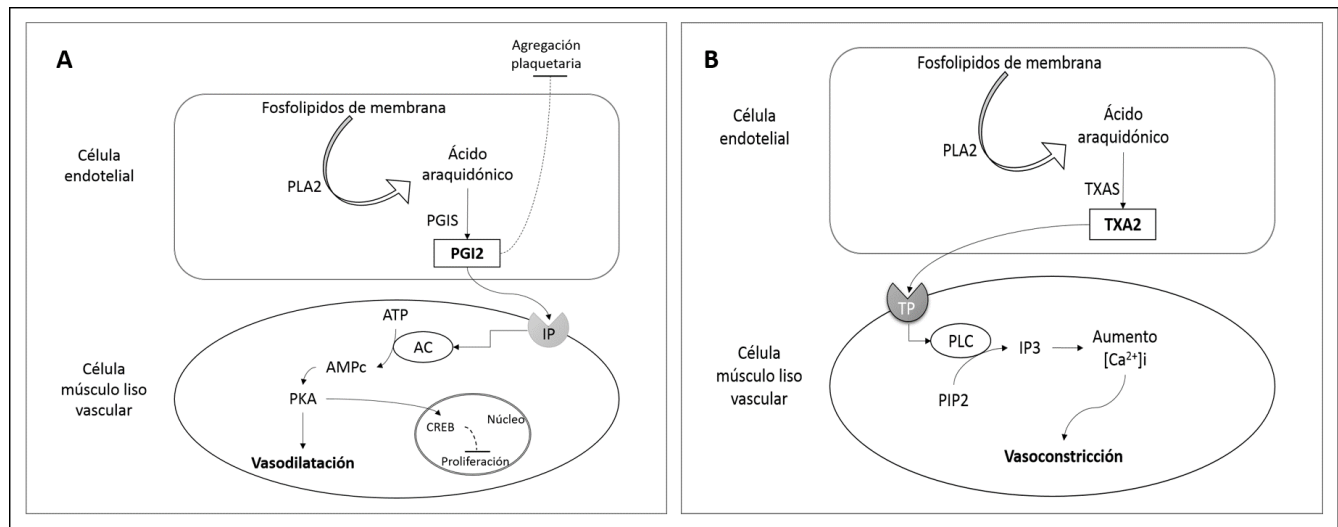 A
Agregación
plaquetaria
Fosfolipidos de membrana
Célula
endotelial
PLA2
Ácido
araquidónico
PGIS
PGI2
IP
ATP
AC
AMPc
PKA
Célula
músculo liso
vascular
CREB
Núcleo
Proliferación
Vasodilatación
B
Fosfolipidos de membrana
Célula
endotelial
PLA2
Ácido
araquidónico
TXAS
TXA2
TP
PLC
IP3
Aumento
[Ca²⁺]i
PIP2
Célula
músculo liso
vascular
Vasoconstricción